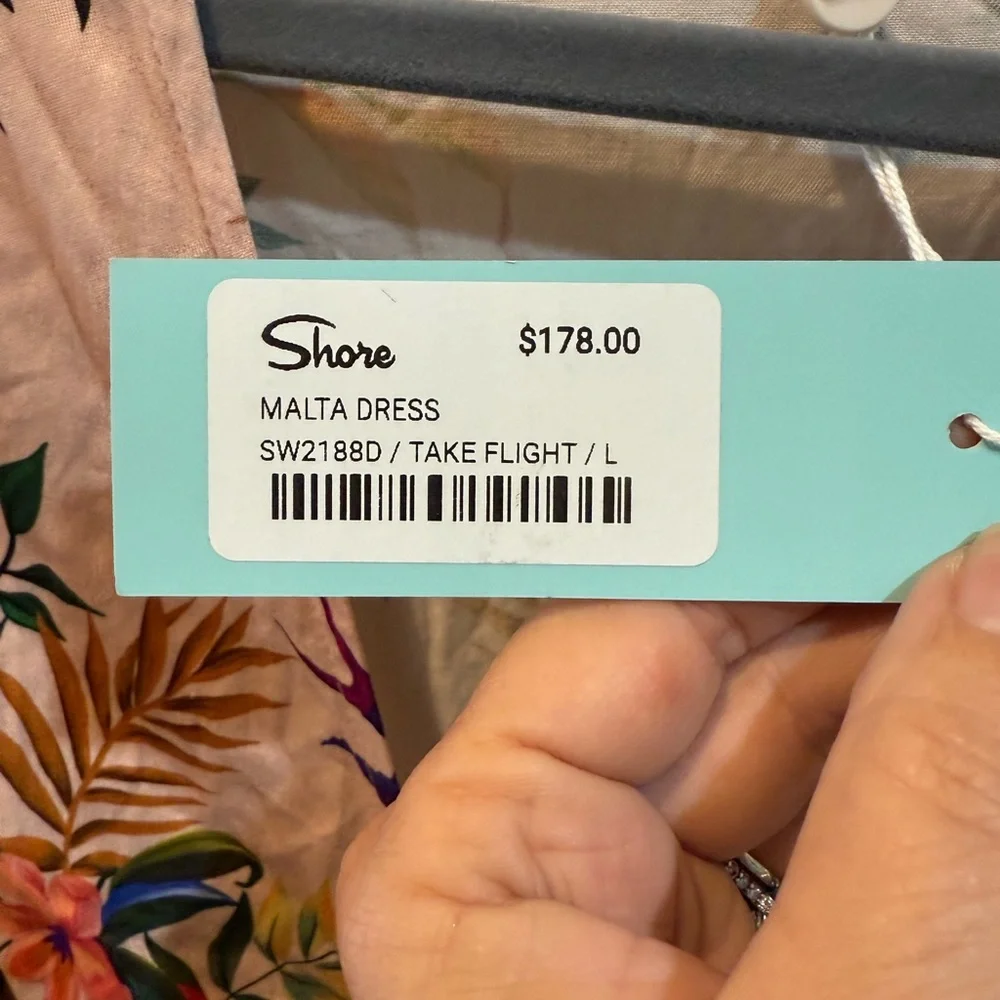 Shore $178.00
MALTA DRESS
SW2188D / TAKE FLIGHT / L